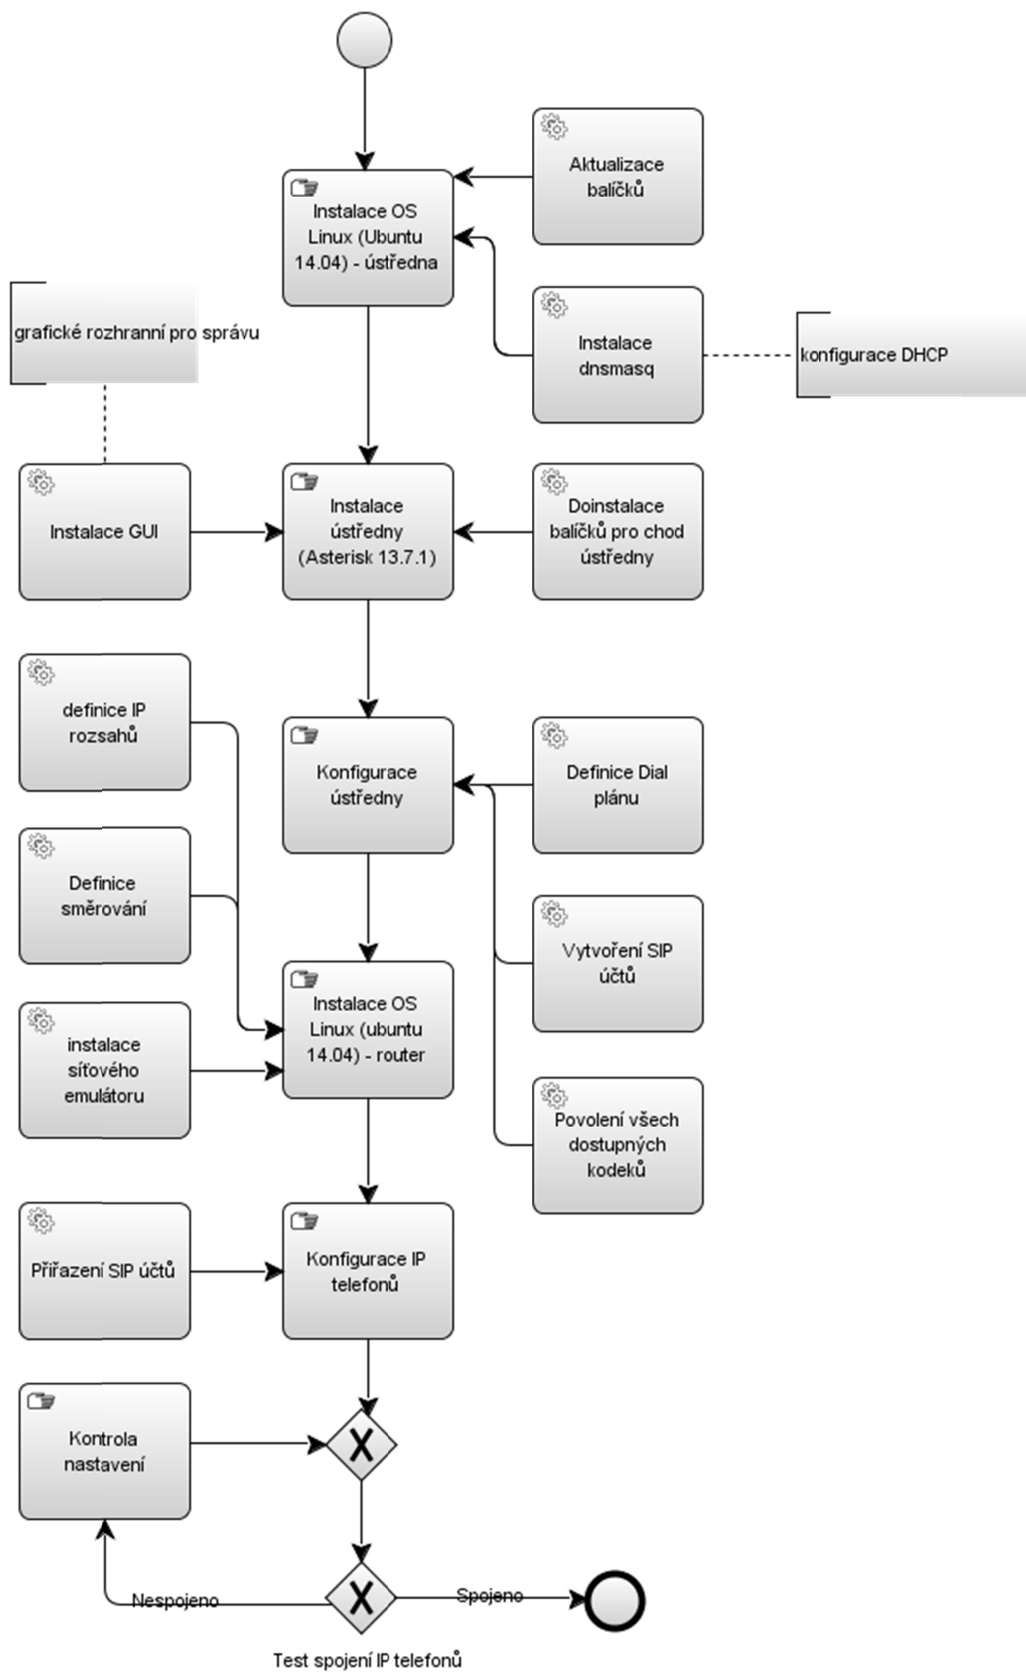 Aktualizace
balíčků
Instalace OS
Linux (Ubuntu
14.04) - ústředna
grafické rozhranní pro správu
Instalace
dnsmasq
konfigurace DHCP
Instalace GUI
Instalace
ústředny
(Asterisk 13.7.1)
Doinstalace
balíčků pro chod
ústředny
definice IP
rozsahů
Konfigurace
ústředny
Definice Dial
plánu
Definice
směrování
Vytvoření SIP
účtů
Instalace OS
Linux (ubuntu
14.04) - router
instalace
síťového
emulátoru
Povolení všech
dostupných
kodeků
Přiřazení SIP účtů
Konfigurace IP
telefonů
Kontrola
nastavení
X
X
Nespojeno
Spojeno
Test spojení IP telefonů